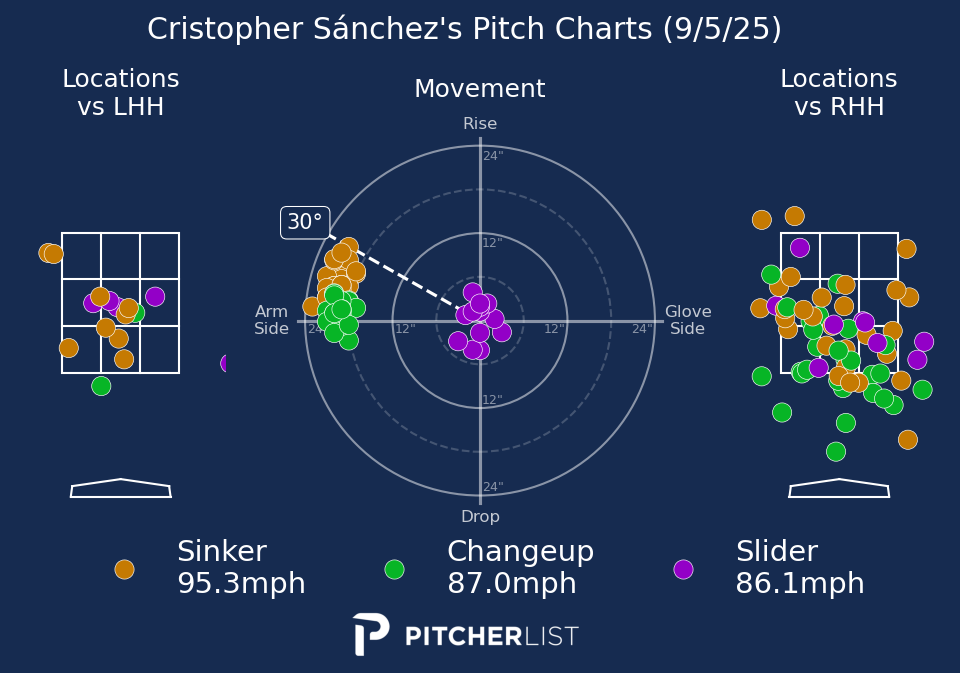 Cristopher Sánchez's Pitch Charts (9/5/25)
Locations
vs LHH
Movement
Locations
vs RHH
Rise
24"
30°
12"
Arm
Side
24"
12"
12"
24"
Glove
Side
12"
24"
Drop
Sinker
95.3mph
Changeup
87.0mph
Slider
86.1mph
PITCHERLIST